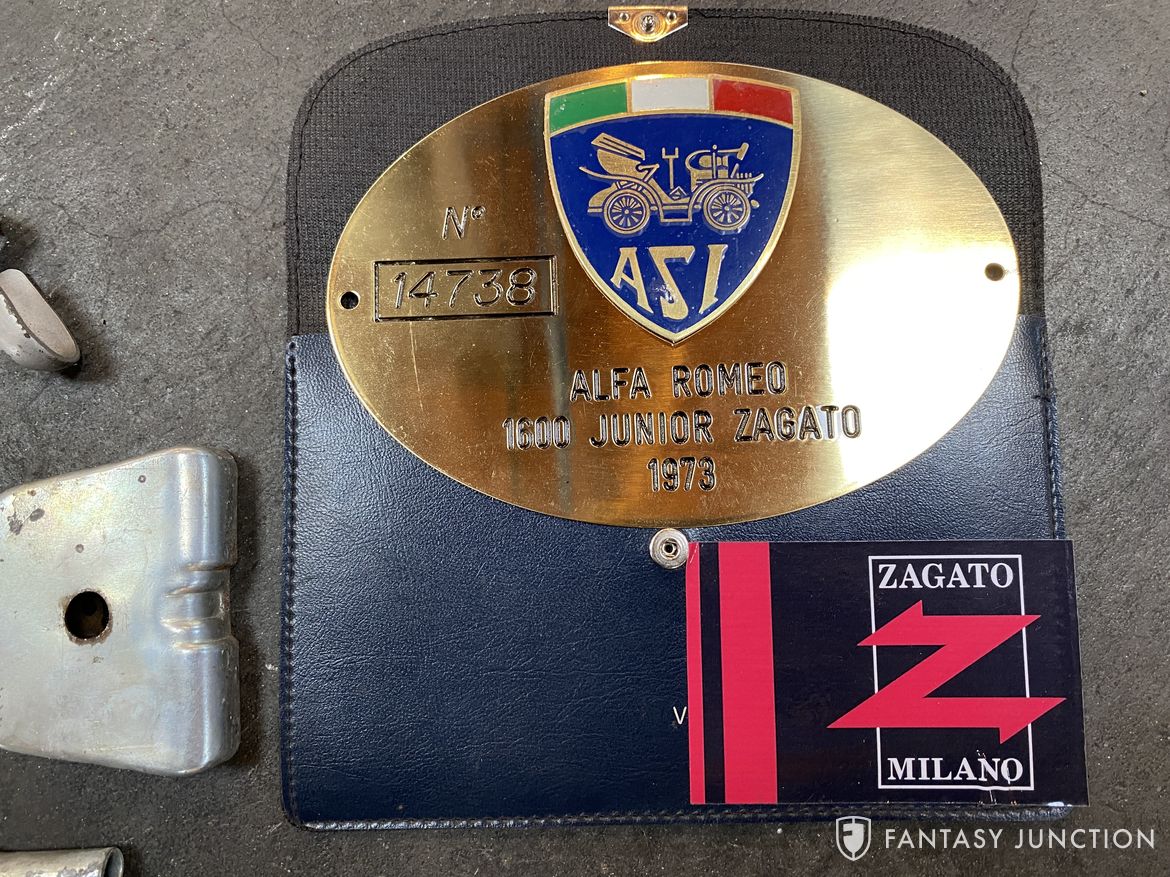 N°
14738
ASI
ALFA ROMEO
1600 JUNIOR ZAGATO
1973
V
ZAGATO
MILANO
FANTASY JUNCTION